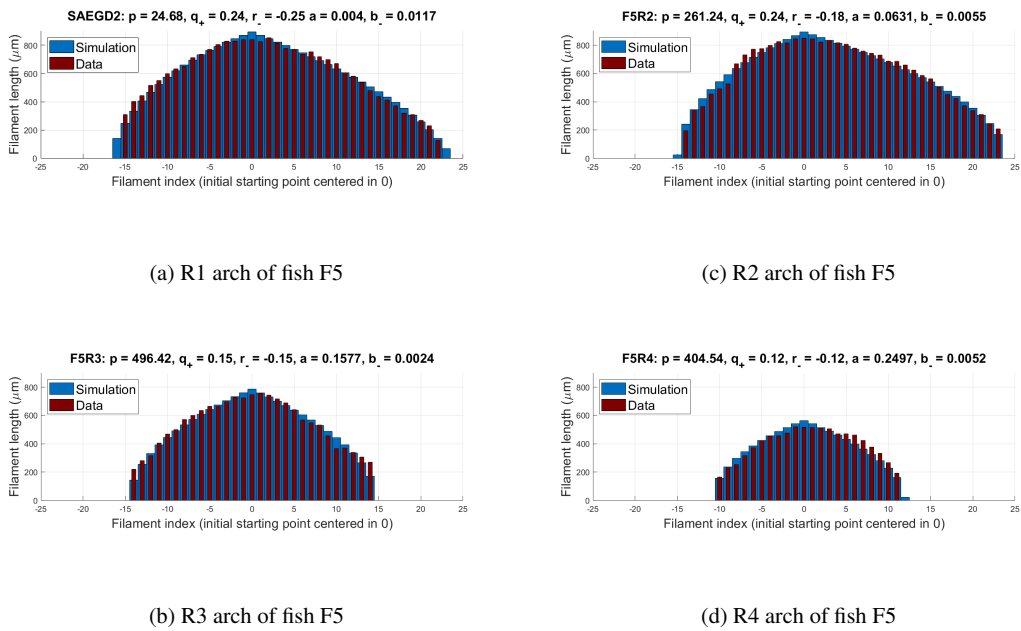 SAEGD2: p = 24.68, q₊ = 0.24, r₋ = -0.25 a = 0.004, b₋ = 0.0117
Filament length (μm)
800
600
400
200
0
Simulation
Data
-25 -20 -15 -10 -5 0 5 10 15 20 25
Filament index (initial starting point centered in 0)
(a) R1 arch of fish F5
F5R2: p = 261.24, q₊ = 0.24, r₋ = -0.18, a = 0.0631, b₋ = 0.0055
Filament length (μm)
800
600
400
200
0
Simulation
Data
-25 -20 -15 -10 -5 0 5 10 15 20 25
Filament index (initial starting point centered in 0)
(c) R2 arch of fish F5
F5R3: p = 496.42, q₊ = 0.15, r₋ = -0.15, a = 0.1577, b₋ = 0.0024
Filament length (μm)
800
600
400
200
0
Simulation
Data
-25 -20 -15 -10 -5 0 5 10 15 20 25
Filament index (initial starting point centered in 0)
(b) R3 arch of fish F5
F5R4: p = 404.54, q₊ = 0.12, r₋ = -0.12, a = 0.2497, b₋ = 0.0052
Filament length (μm)
800
600
400
200
0
Simulation
Data
-25 -20 -15 -10 -5 0 5 10 15 20 25
Filament index (initial starting point centered in 0)
(d) R4 arch of fish F5